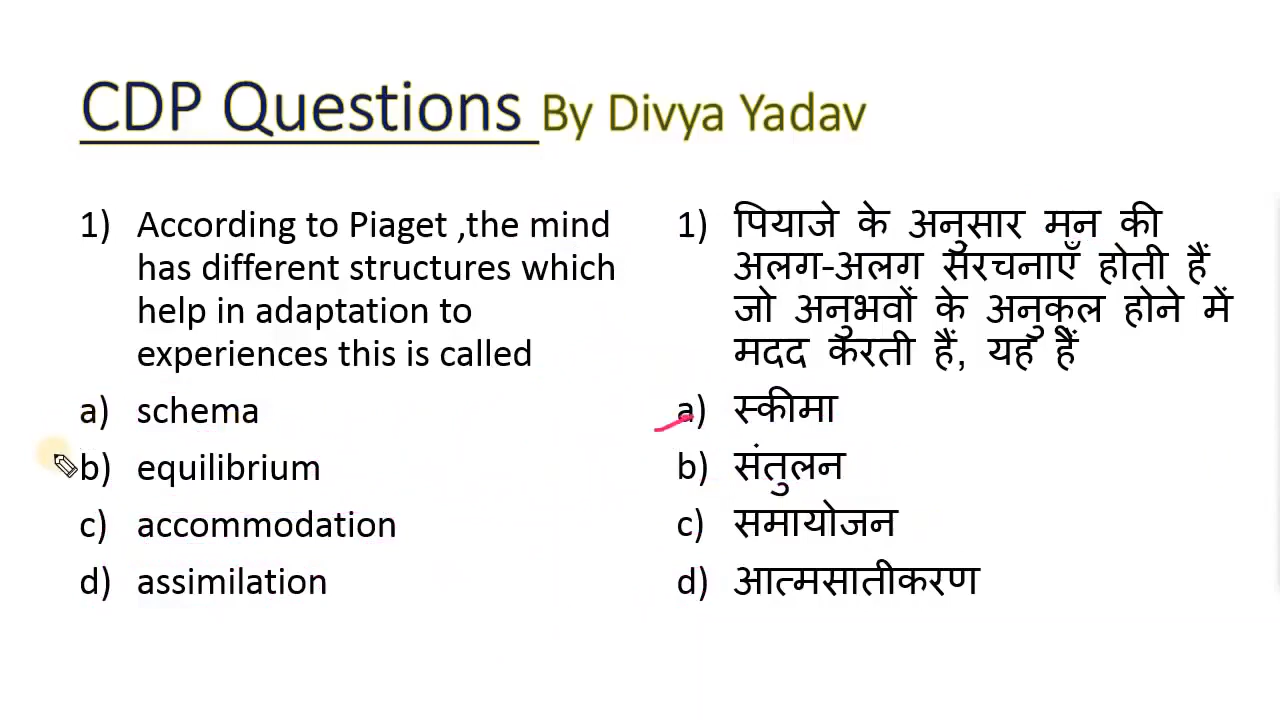 CDP Questions By Divya Yadav
1) According to Piaget ,the mind
has different structures which
help in adaptation to
experiences this is called
a) schema
b) equilibrium
c) accommodation
d) assimilation
1) पियाजे के अनुसार मन की
अलग-अलग संरचनाएँ होती हैं
जो अनुभवों के अनुकूल होने में
मदद करती हैं, यह हैं
a) स्कीमा
b) संतुलन
c) समायोजन
d) आत्मसातीकरण